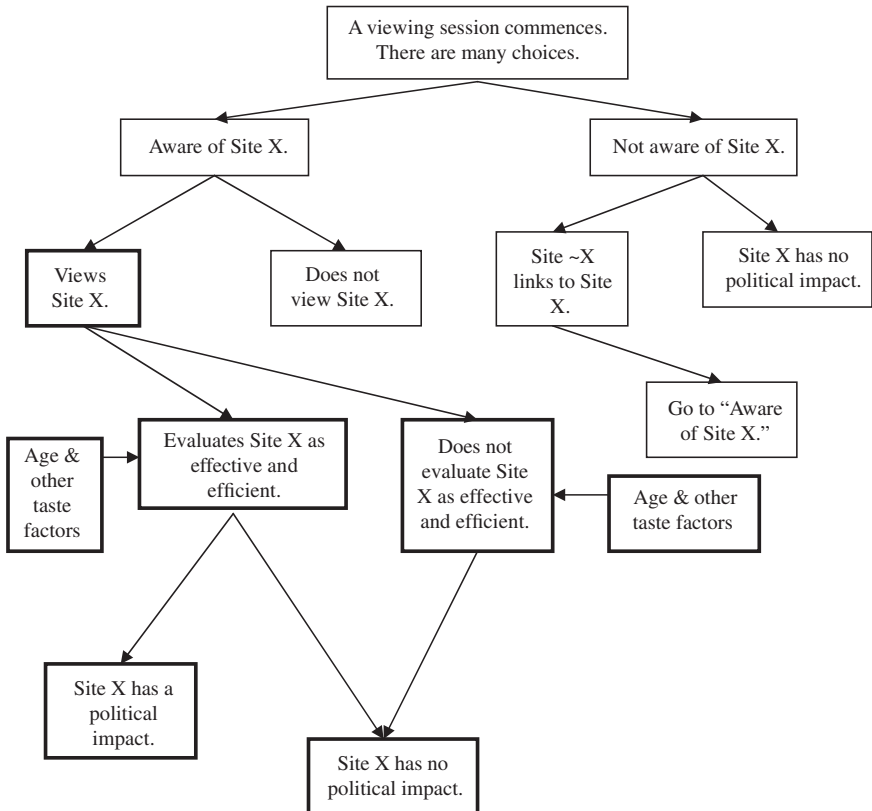 A viewing session commences.
There are many choices.
Aware of Site X.
Not aware of Site X.
Views
Site X.
Does not
view Site X.
Site ~X
links to Site
X.
Site X has no
political impact.
Go to “Aware
of Site X.”
Age &
other
taste
factors
Evaluates Site X as
effective and
efficient.
Does not
evaluate Site
X as effective
and efficient.
Age & other
taste factors
Site X has a
political
impact.
Site X has no
political impact.